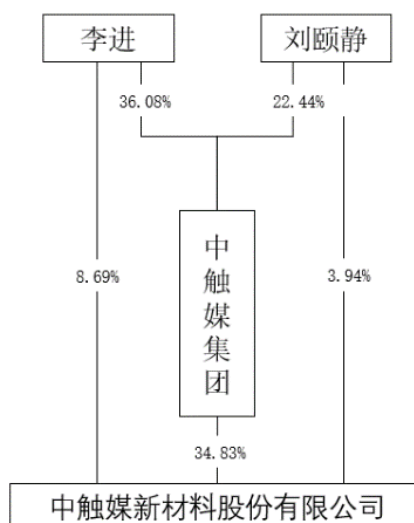 李进
刘颐静
36.08%
22.44%
中触媒集团
8.69%
3.94%
34.83%
中触媒新材料股份有限公司